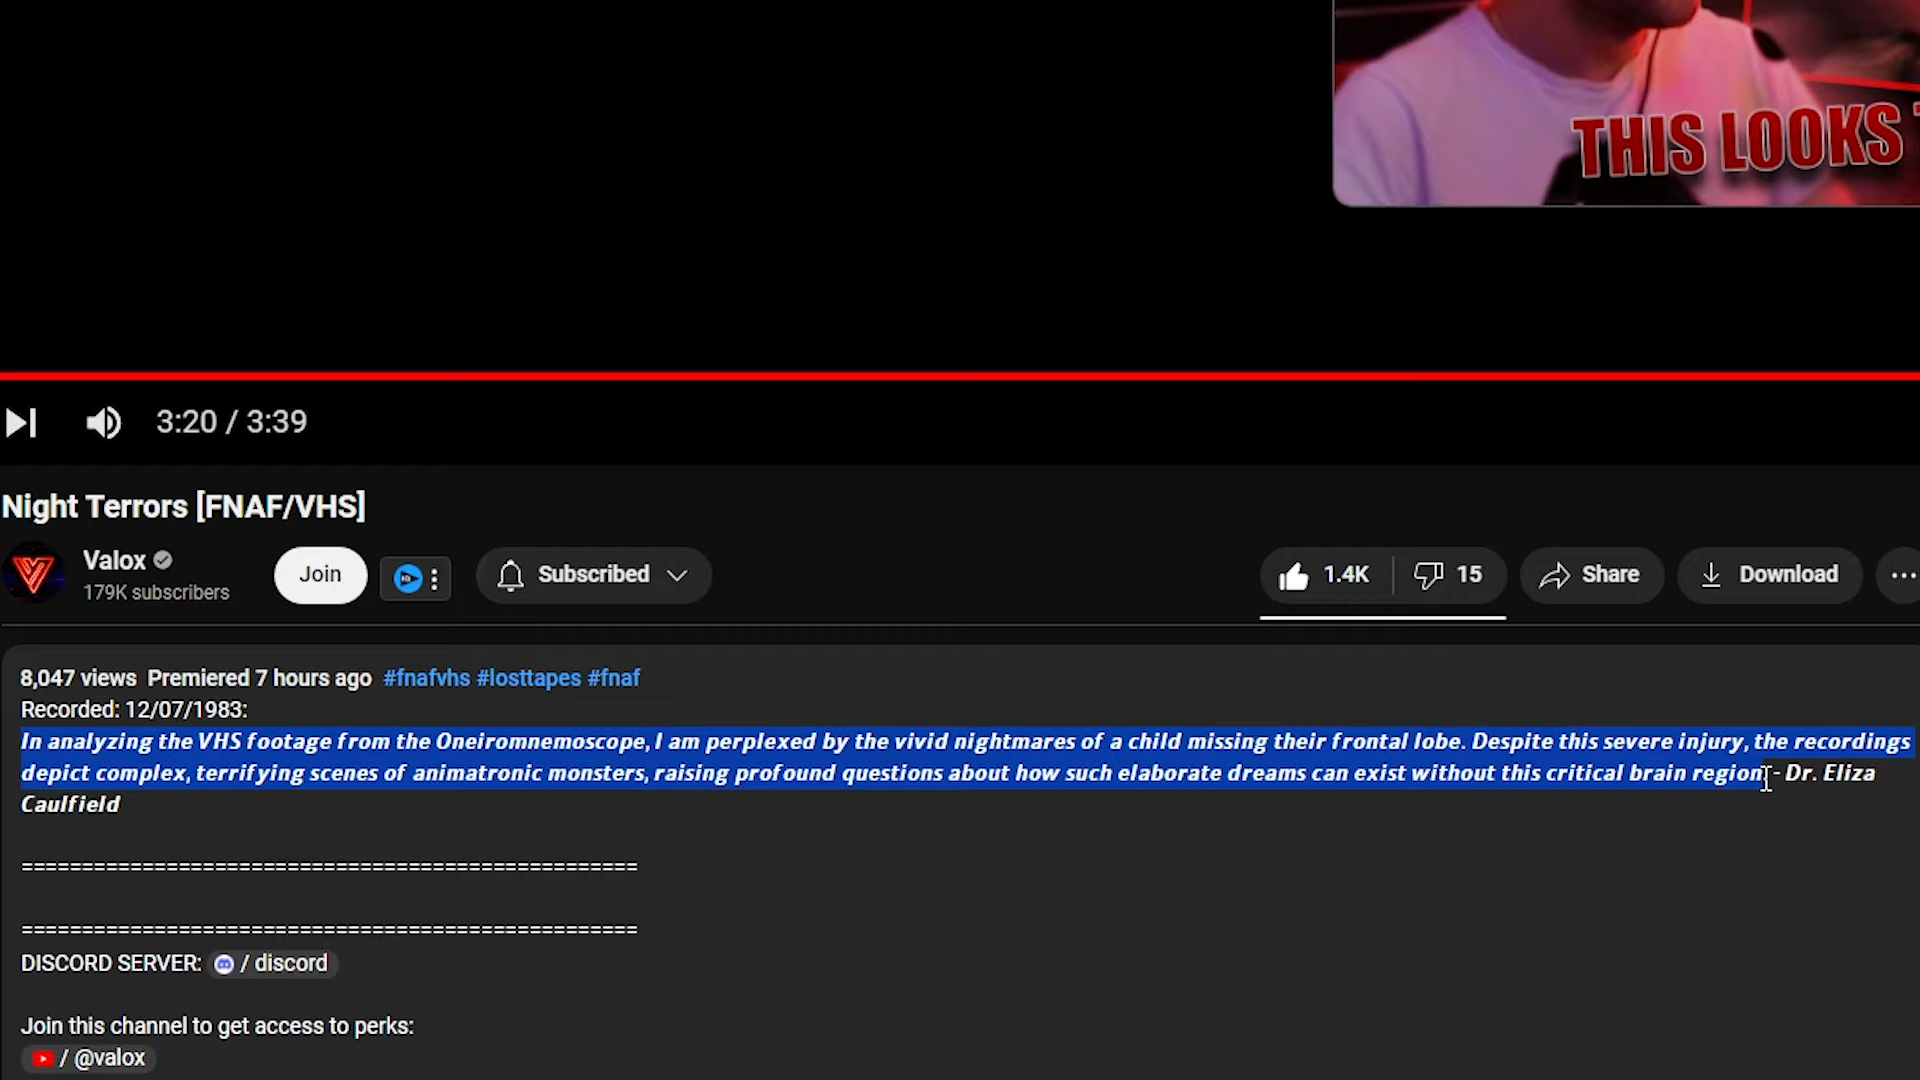 THIS LOOKS
3:20 / 3:39
Night Terrors [FNAF/VHS]
Valox
179K subscribers
Join
Subscribed
1.4K
15
Share
Download
8,047 views Premiered 7 hours ago #fnafvhs #losttapes #fnaf
Recorded: 12/07/1983:
In analyzing the VHS footage from the Oneiromnemoscope, I am perplexed by the vivid nightmares of a child missing their frontal lobe. Despite this severe injury, the recordings
depict complex, terrifying scenes of animatronic monsters, raising profound questions about how such elaborate dreams can exist without this critical brain region - Dr. Eliza
Caulfield
===================================================
===================================================
DISCORD SERVER: / discord
Join this channel to get access to perks:
/ @valox